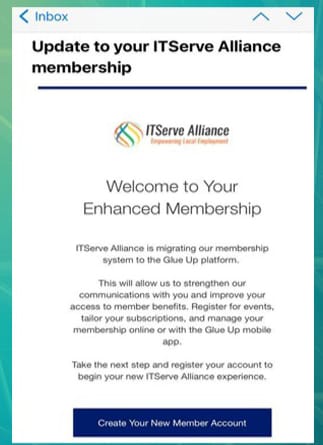 Inbox
Update to your ITServe Alliance
membership
ITServe Alliance
Empowering Local Employment
Welcome to Your
Enhanced Membership
ITServe Alliance is migrating our membership
system to the Glue Up platform.
This will allow us to strengthen our
communications with you and improve your
access to member benefits. Register for events,
tailor your subscriptions, and manage your
membership online or with the Glue Up mobile
app.
Take the next step and register your account to
begin your new ITServe Alliance experience.
Create Your New Member Account